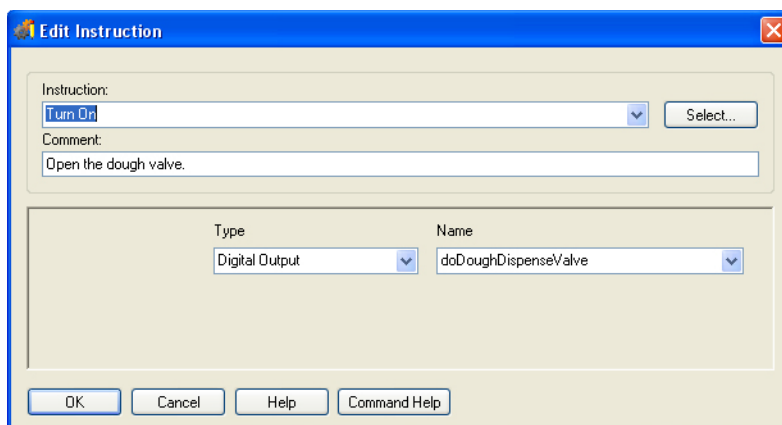 Edit Instruction
Instruction:
Turn On
Select...
Comment:
Open the dough valve.
Type Name
Digital Output doDoughDispenseValve
OK Cancel Help Command Help